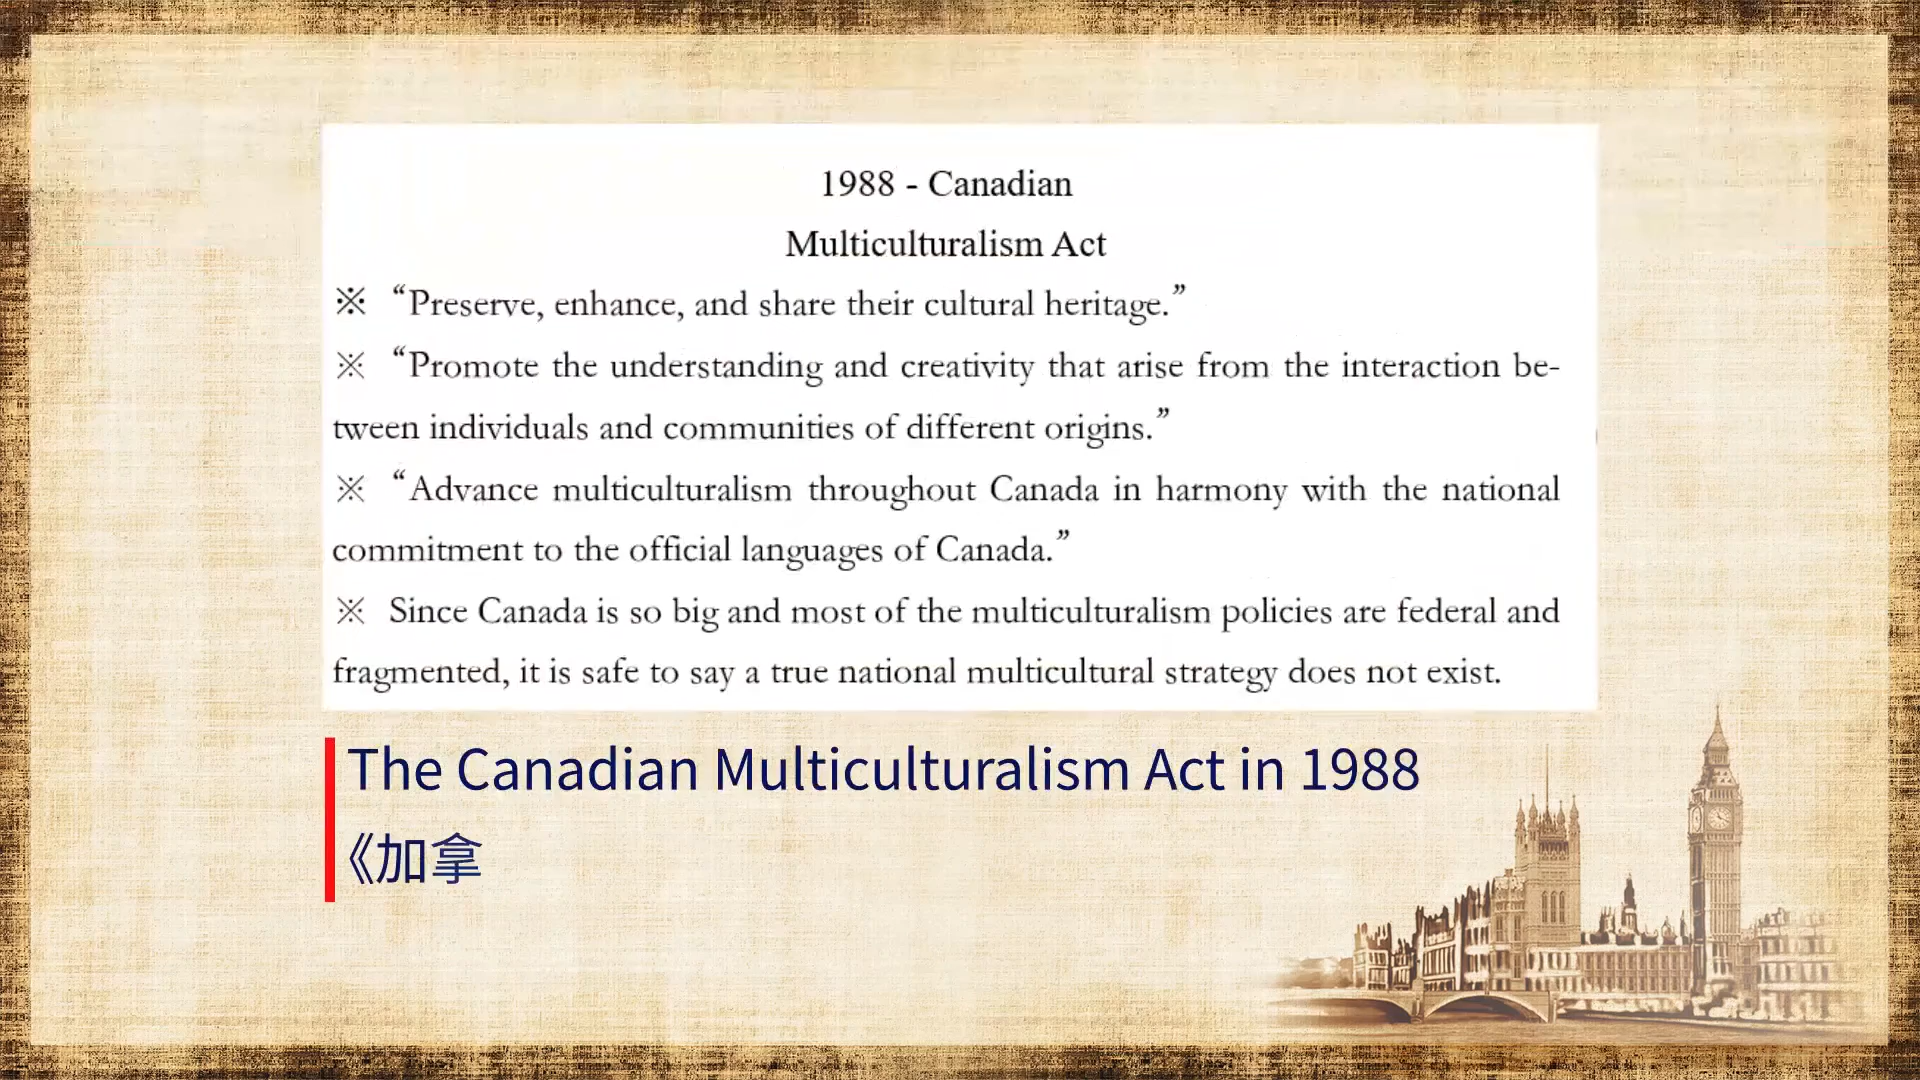 1988 - Canadian
Multiculturalism Act
※ “Preserve, enhance, and share their cultural heritage.”
※ “Promote the understanding and creativity that arise from the interaction be-
tween individuals and communities of different origins.”
※ “Advance multiculturalism throughout Canada in harmony with the national
commitment to the official languages of Canada.”
※ Since Canada is so big and most of the multiculturalism policies are federal and
fragmented, it is safe to say a true national multicultural strategy does not exist.
The Canadian Multiculturalism Act in 1988
《加拿